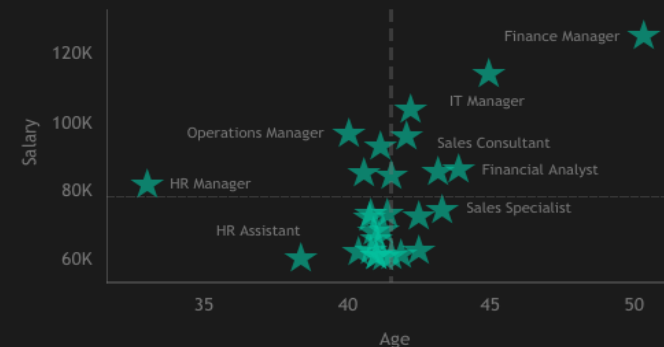 Finance Manager
120K
IT Manager
100K
Operations Manager
Sales Consultant
Salary
Financial Analyst
80K
HR Manager
Sales Specialist
HR Assistant
60K
35 40 45 50
Age